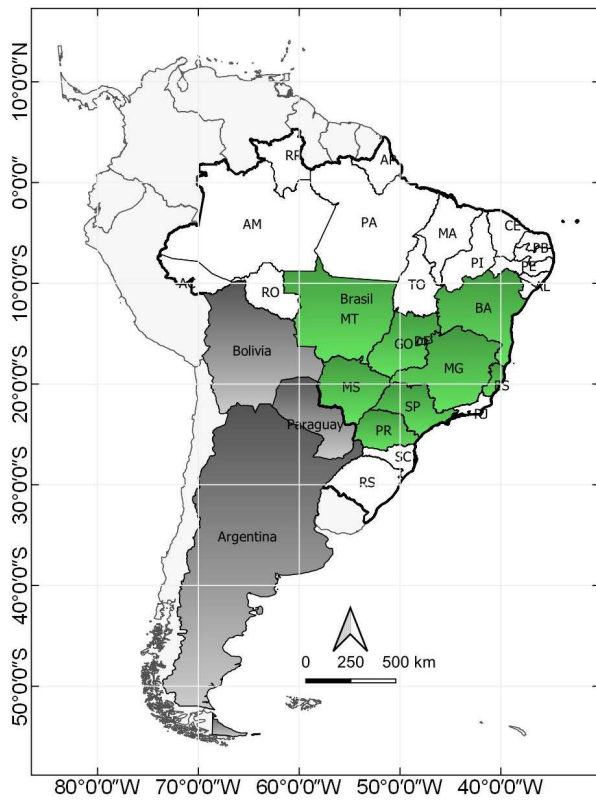 10°0′0″N
0°0′0″
10°0′0″S
20°0′0″S
30°0′0″S
40°0′0″S
50°0′0″S
RR
AP
AM
PA
MA
CE
PB
PI
PE
AC
RO
TO
AL
Brasil
MT
BA
GO
DF
Bolivia
MG
MS
ES
SP
RJ
Paraguay
PR
SC
RS
Argentina
0 250 500 km
80°0′0″W 70°0′0″W 60°0′0″W 50°0′0″W 40°0′0″W